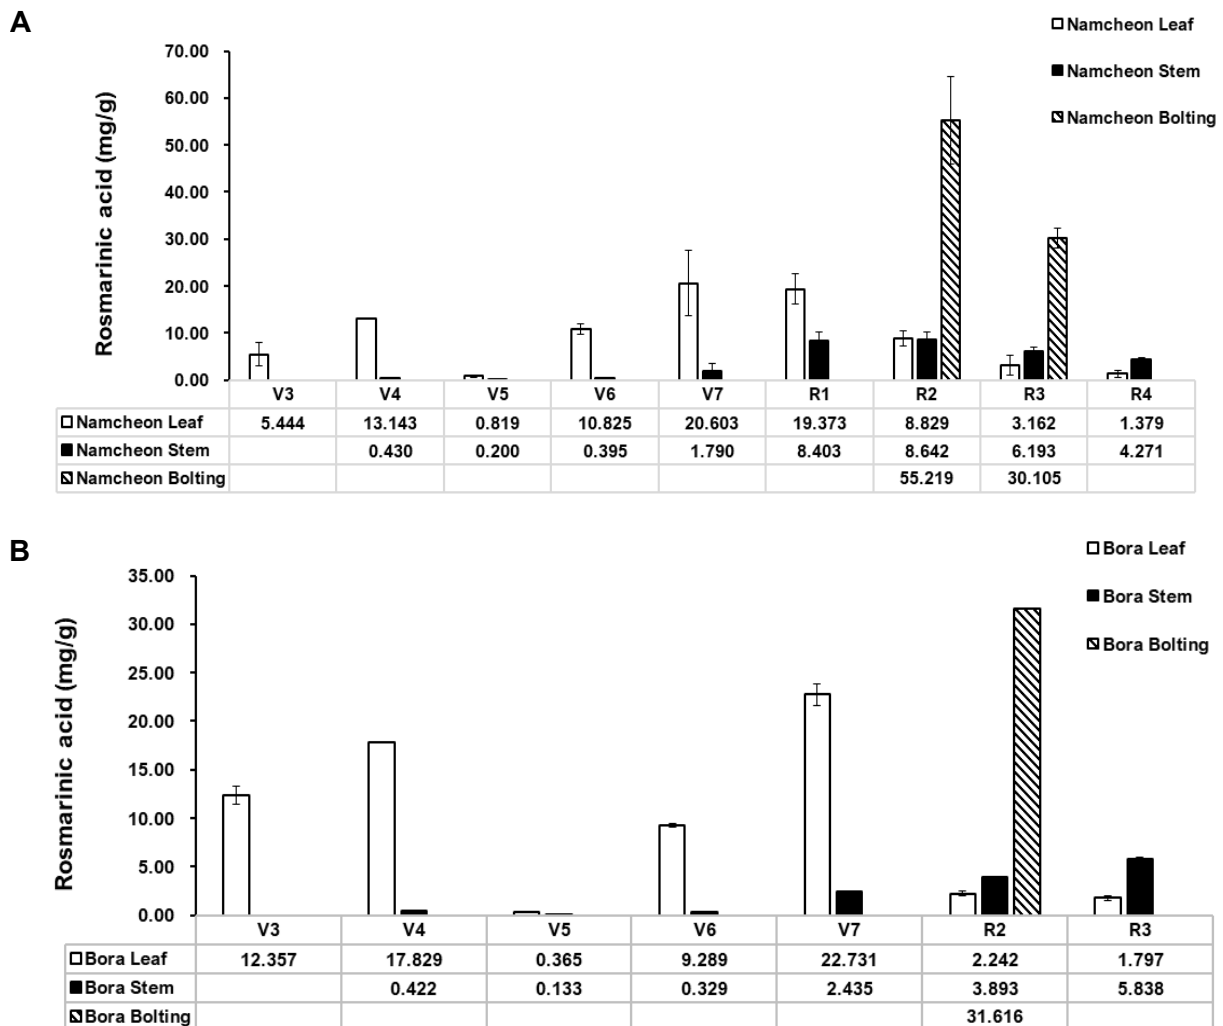 A
Namcheon Leaf
Namcheon Stem
Namcheon Bolting
Rosmarinic acid (mg/g)
70.00
60.00
50.00
40.00
30.00
20.00
10.00
0.00
V3 V4 V5 V6 V7 R1 R2 R3 R4
Namcheon Leaf 5.444 13.143 0.819 10.825 20.603 19.373 8.829 3.162 1.379
Namcheon Stem 0.430 0.200 0.395 1.790 8.403 8.642 6.193 4.271
Namcheon Bolting 55.219 30.105
B
Bora Leaf
Bora Stem
Bora Bolting
Rosmarinic acid (mg/g)
35.00
30.00
25.00
20.00
15.00
10.00
5.00
0.00
V3 V4 V5 V6 V7 R2 R3
Bora Leaf 12.357 17.829 0.365 9.289 22.731 2.242 1.797
Bora Stem 0.422 0.133 0.329 2.435 3.893 5.838
Bora Bolting 31.616